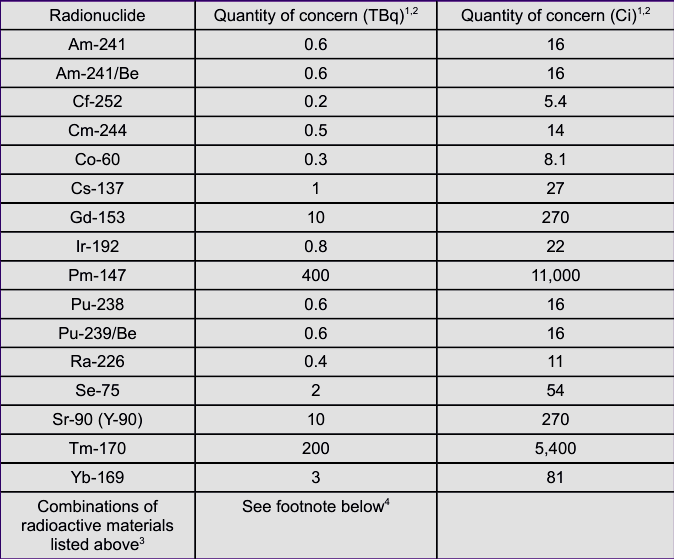 Radionuclide Quantity of concern (TBq)1,2 Quantity of concern (Ci)1,2
Am-241 0.6 16
Am-241/Be 0.6 16
Cf-252 0.2 5.4
Cm-244 0.5 14
Co-60 0.3 8.1
Cs-137 1 27
Gd-153 10 270
Ir-192 0.8 22
Pm-147 400 11,000
Pu-238 0.6 16
Pu-239/Be 0.6 16
Ra-226 0.4 11
Se-75 2 54
Sr-90 (Y-90) 10 270
Tm-170 200 5,400
Yb-169 3 81
Combinations of See footnote below4
radioactive materials
listed above3